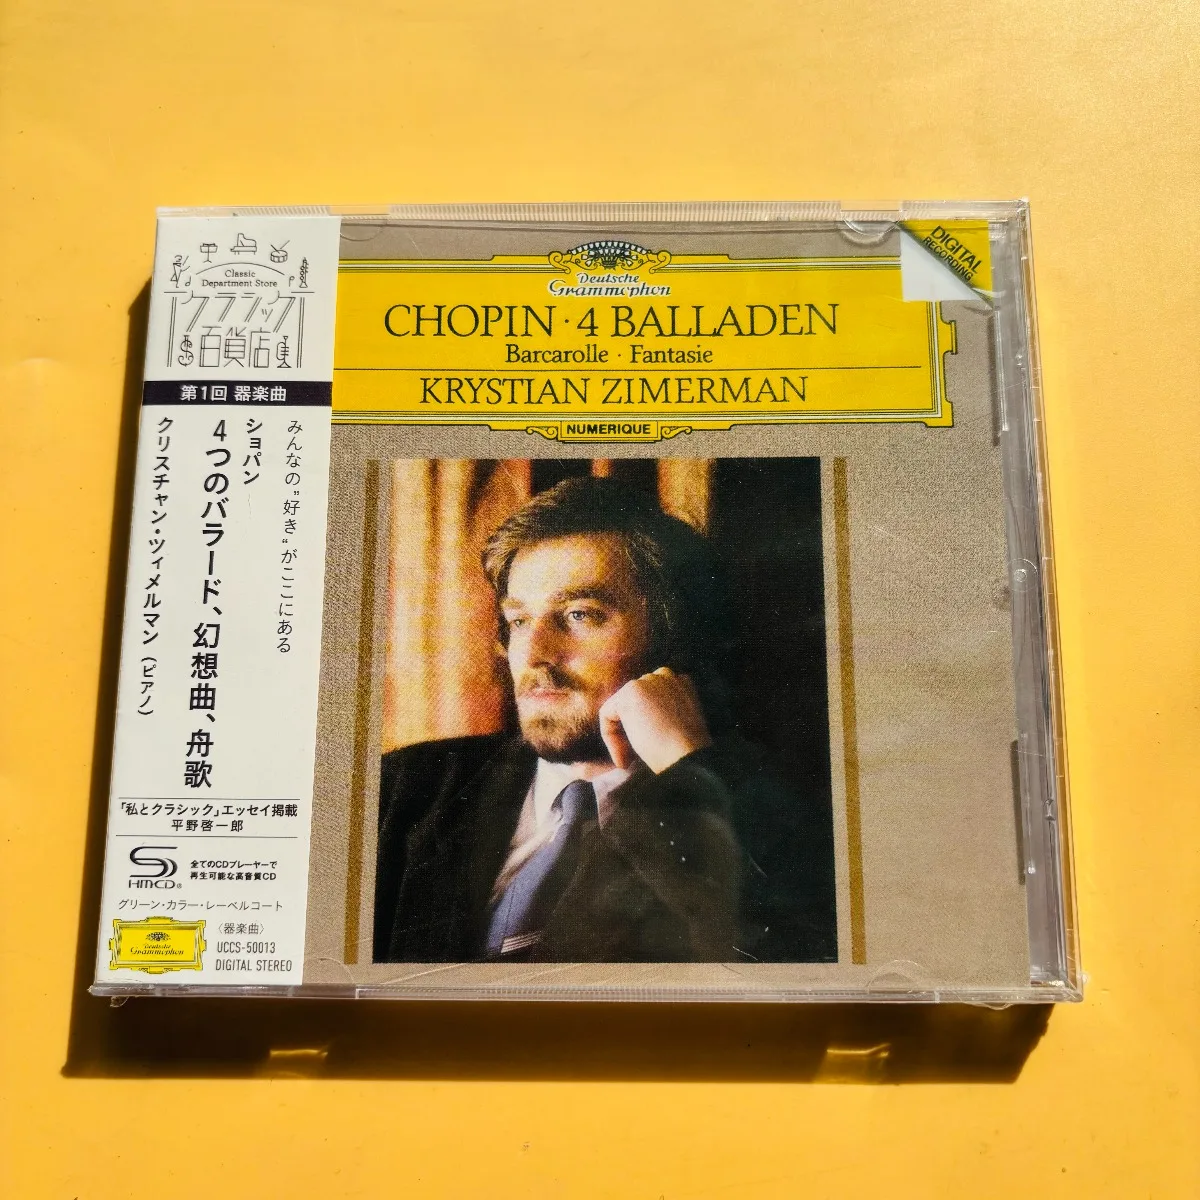 Classic
Department Store
クラシック
百貨店
第1回 器楽曲
みんなの"好き"がここにある
ショパン
4つのバラード、幻想曲、舟歌
クリスチャン・ツィメルマン（ピアノ）
「私とクラシック」エッセイ掲載
平野啓一郎
SHM-CD®
全てのCDプレーヤーで
再生可能な高音質CD
グリーン・カラー・レーベルコート
Deutsche
Grammophon
〈器楽曲〉
UCCS-50013
DIGITAL STEREO
Deutsche
Grammophon
CHOPIN · 4 BALLADEN
Barcarolle · Fantasie
KRYSTIAN ZIMERMAN
NUMERIQUE
DIGITAL
RECORDING